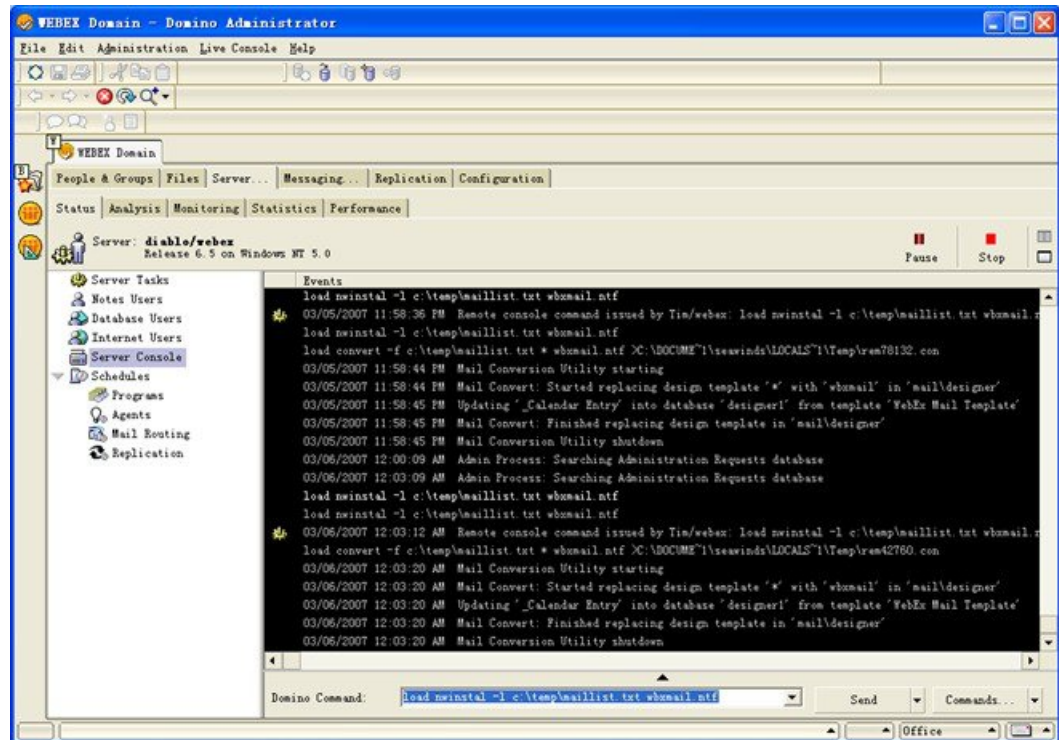 WEBEX Domain - Domino Administrator
File Edit Administration Live Console Help
WEBEX Domain
People & Groups Files Server... Messaging... Replication Configuration
Status Analysis Monitoring Statistics Performance
Server: diablo/webex
Release 6.5 on Windows NT 5.0
Pause Stop
Server Tasks
Notes Users
Database Users
Internet Users
Server Console
Schedules
Programs
Agents
Mail Routing
Replication
Events
load nwinstal -l c:\temp\maillist.txt wbxmail.ntf
03/05/2007 11:58:36 PM Remote console command issued by Tim/webex: load nwinstal -l c:\temp\maillist.txt wbxmail.
load nwinstal -l c:\temp\maillist.txt wbxmail.ntf
load convert -f c:\temp\maillist.txt * wbxmail.ntf >C:\DOCUME~1\seawinds\LOCALS~1\Temp\rem78132.con
03/05/2007 11:58:44 PM Mail Conversion Utility starting
03/05/2007 11:58:44 PM Mail Convert: Started replacing design template '*' with 'wbxmail' in 'mail\designer'
03/05/2007 11:58:45 PM Updating '_Calendar Entry' into database 'designer1' from template 'WebEx Mail Template'
03/05/2007 11:58:45 PM Mail Convert: Finished replacing design template in 'mail\designer'
03/05/2007 11:58:45 PM Mail Conversion Utility shutdown
03/06/2007 12:00:09 AM Admin Process: Searching Administration Requests database
03/06/2007 12:03:09 AM Admin Process: Searching Administration Requests database
load nwinstal -l c:\temp\maillist.txt wbxmail.ntf
load nwinstal -l c:\temp\maillist.txt wbxmail.ntf
03/06/2007 12:03:12 AM Remote console command issued by Tim/webex: load nwinstal -l c:\temp\maillist.txt wbxmail.
load convert -f c:\temp\maillist.txt * wbxmail.ntf >C:\DOCUME~1\seawinds\LOCALS~1\Temp\rem42760.con
03/06/2007 12:03:20 AM Mail Conversion Utility starting
03/06/2007 12:03:20 AM Mail Convert: Started replacing design template '*' with 'wbxmail' in 'mail\designer'
03/06/2007 12:03:20 AM Updating '_Calendar Entry' into database 'designer1' from template 'WebEx Mail Template'
03/06/2007 12:03:20 AM Mail Convert: Finished replacing design template in 'mail\designer'
03/06/2007 12:03:20 AM Mail Conversion Utility shutdown
Domino Command: load nwinstal -l c:\temp\maillist.txt wbxmail.ntf Send Commands...
Office